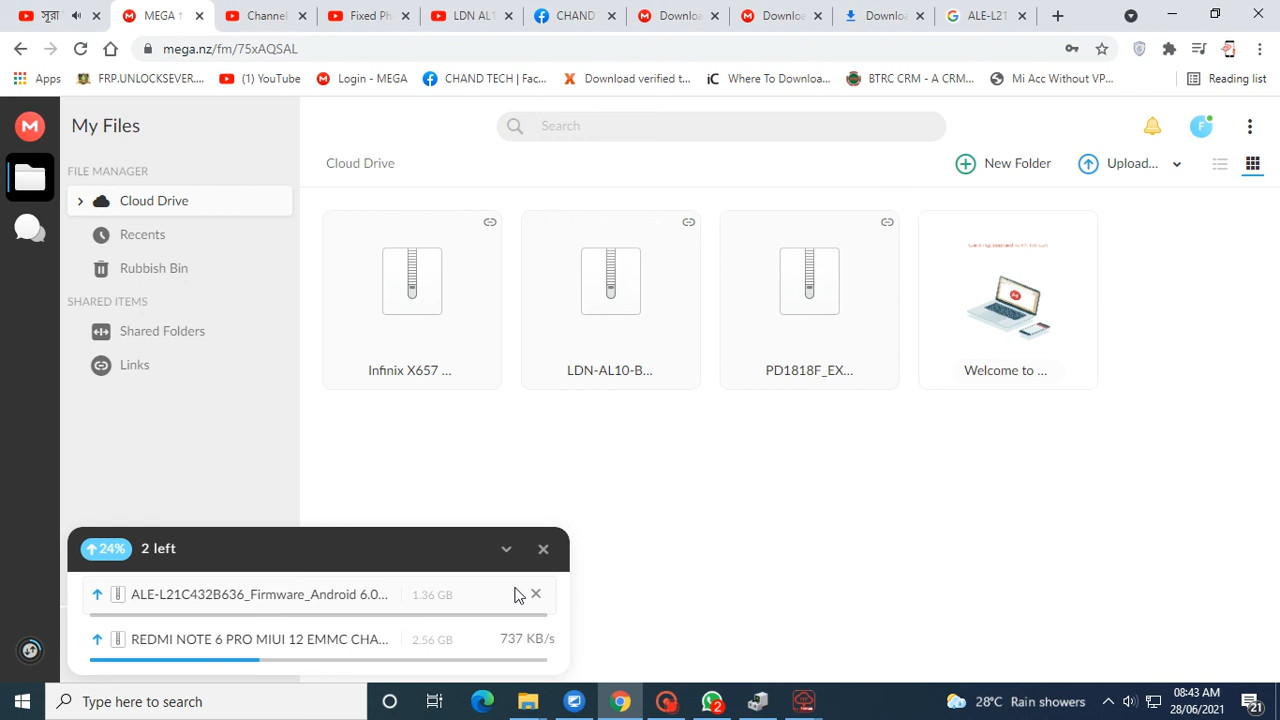 সূরা
MEGA
Channel
Fixed Ph
LDN AL1
CHAND
Downloa
Downloa
Downloa
ALE-L21
mega.nz/fm/75xAQSAL
Apps
FRP.UNLOCKSEVER....
(1) YouTube
Login - MEGA
CHAND TECH | Fac...
Download verified t...
Where To Downloa...
BTRC CRM - A CRM...
Mi Acc Without VP...
Reading list
My Files
Search
F
FILE MANAGER
Cloud Drive
Recents
Rubbish Bin
SHARED ITEMS
Shared Folders
Links
Cloud Drive
New Folder
Upload...
Infinix X657 ...
LDN-AL10-B...
PD1818F_EX...
Welcome to ...
24%
2 left
ALE-L21C432B636_Firmware_Android 6.0...
1.36 GB
REDMI NOTE 6 PRO MIUI 12 EMMC CHA...
2.56 GB
737 KB/s
Type here to search
2
28°C Rain showers
08:43 AM
28/06/2021
21